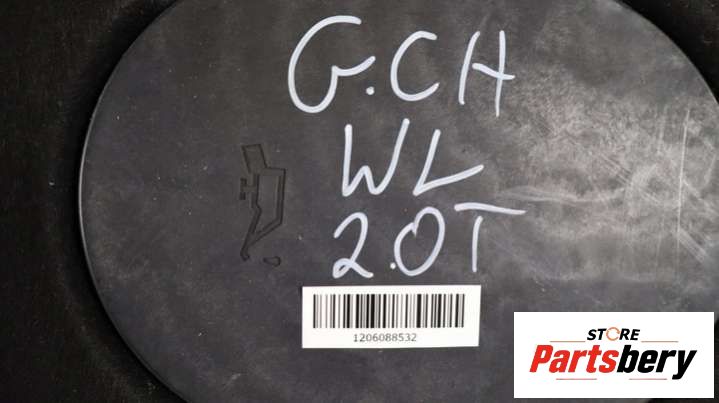 G.CH
WL
2.0T
1206088532
STORE
Partsbery